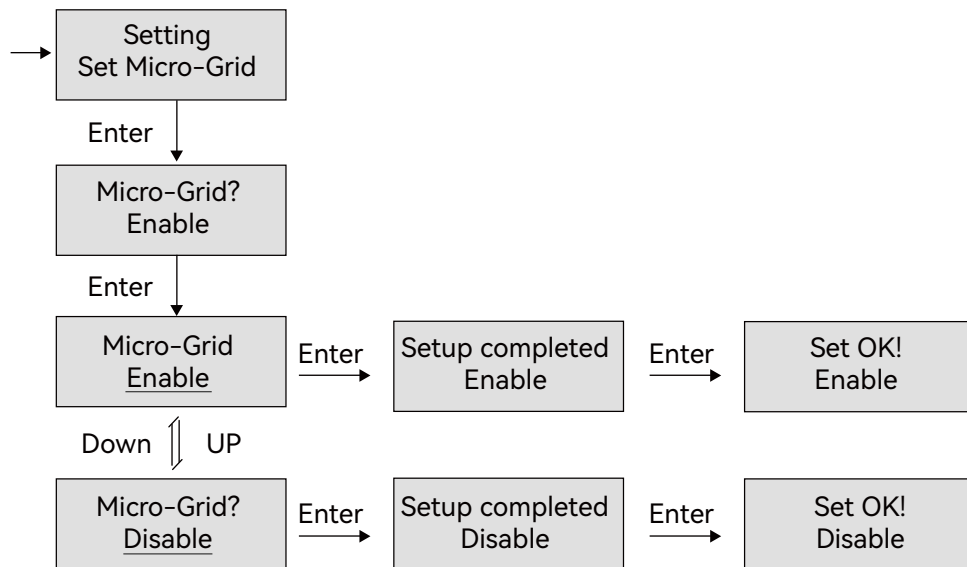 Setting
Set Micro-Grid
Enter
Micro-Grid?
Enable
Enter
Micro-Grid
Enable
Enter
Setup completed
Enable
Enter
Set OK!
Enable
Down
UP
Micro-Grid?
Disable
Enter
Setup completed
Disable
Enter
Set OK!
Disable